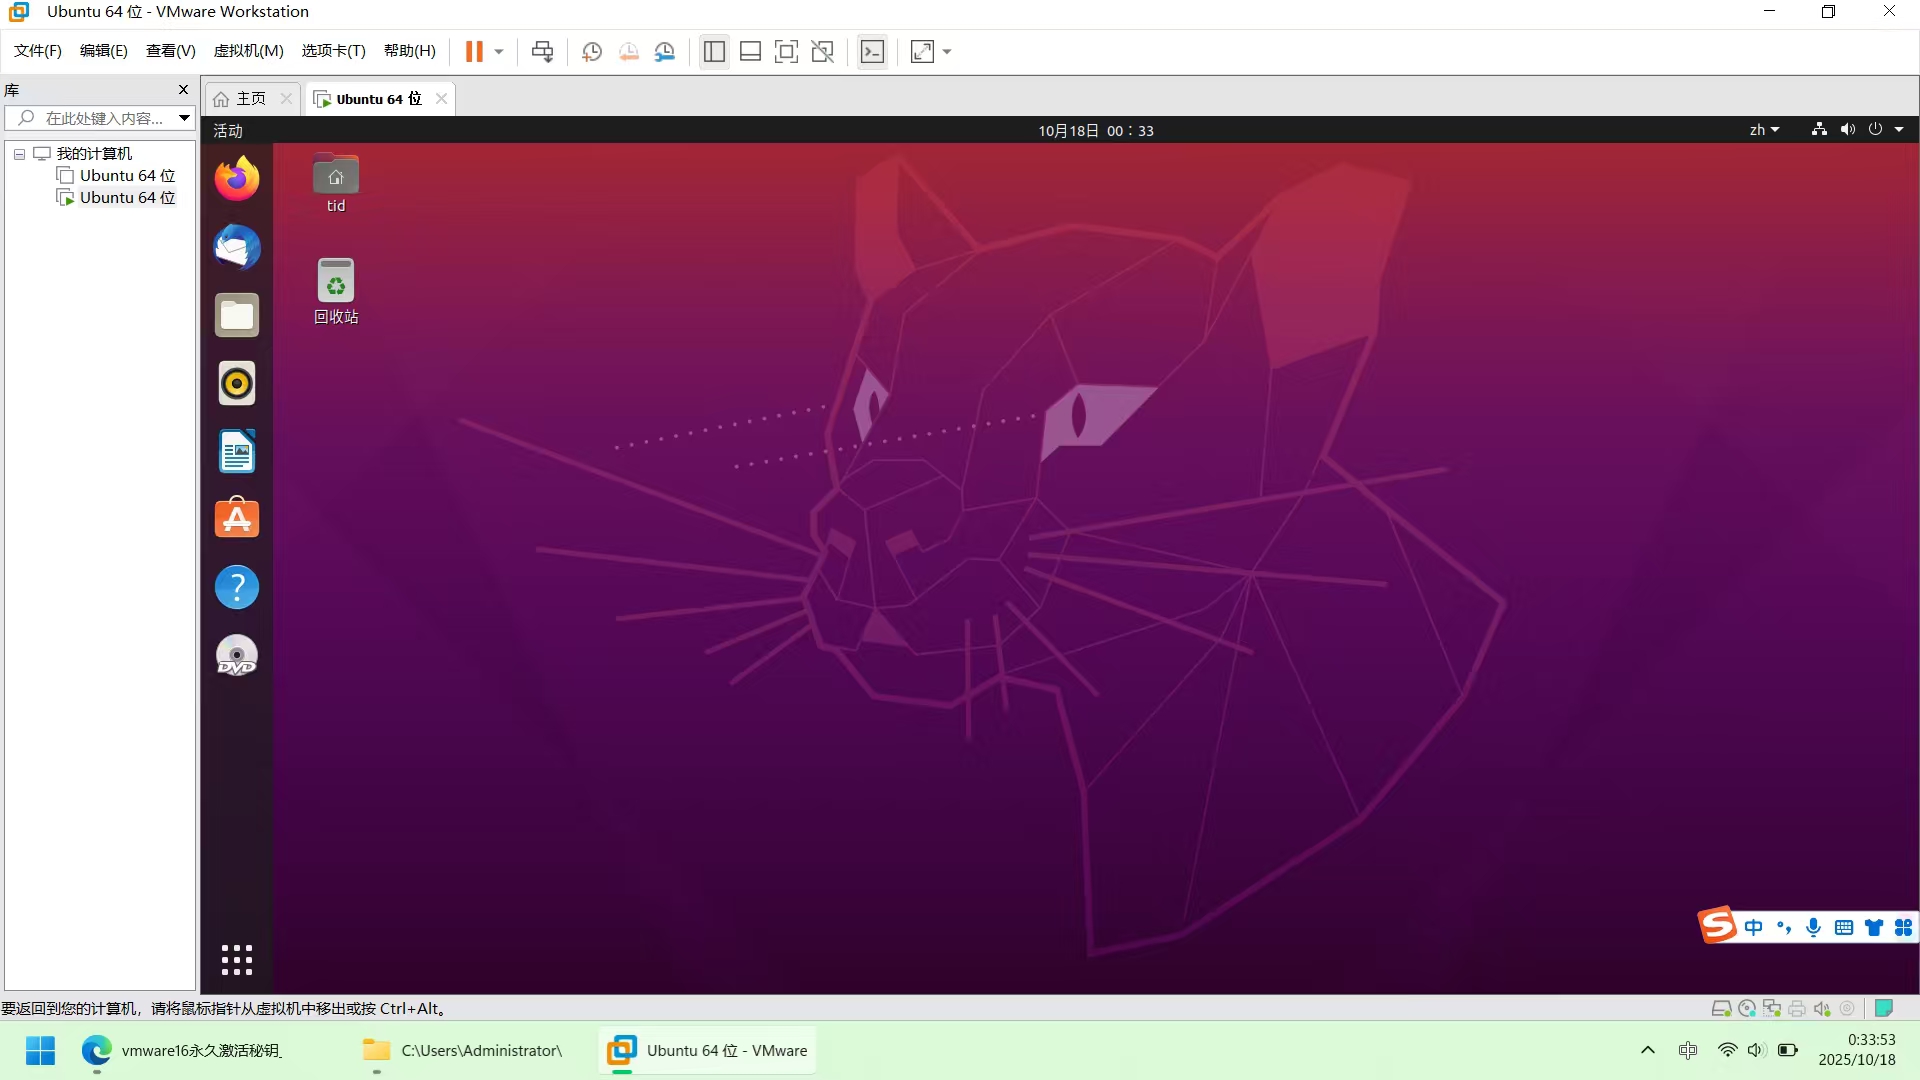 Ubuntu 64 位 - VMware Workstation
文件(F) 编辑(E) 查看(V) 虚拟机(M) 选项卡(T) 帮助(H)
库
在此处键入内容...
我的计算机
Ubuntu 64 位
Ubuntu 64 位
主页
Ubuntu 64 位
活动
10月18日 00：33
zh
tid
回收站
DVD
中
要返回到您的计算机，请将鼠标指针从虚拟机中移出或按 Ctrl+Alt。
vmware16永久激活秘钥_
C:\Users\Administrator\
Ubuntu 64 位 - VMware
中
0:33:53
2025/10/18